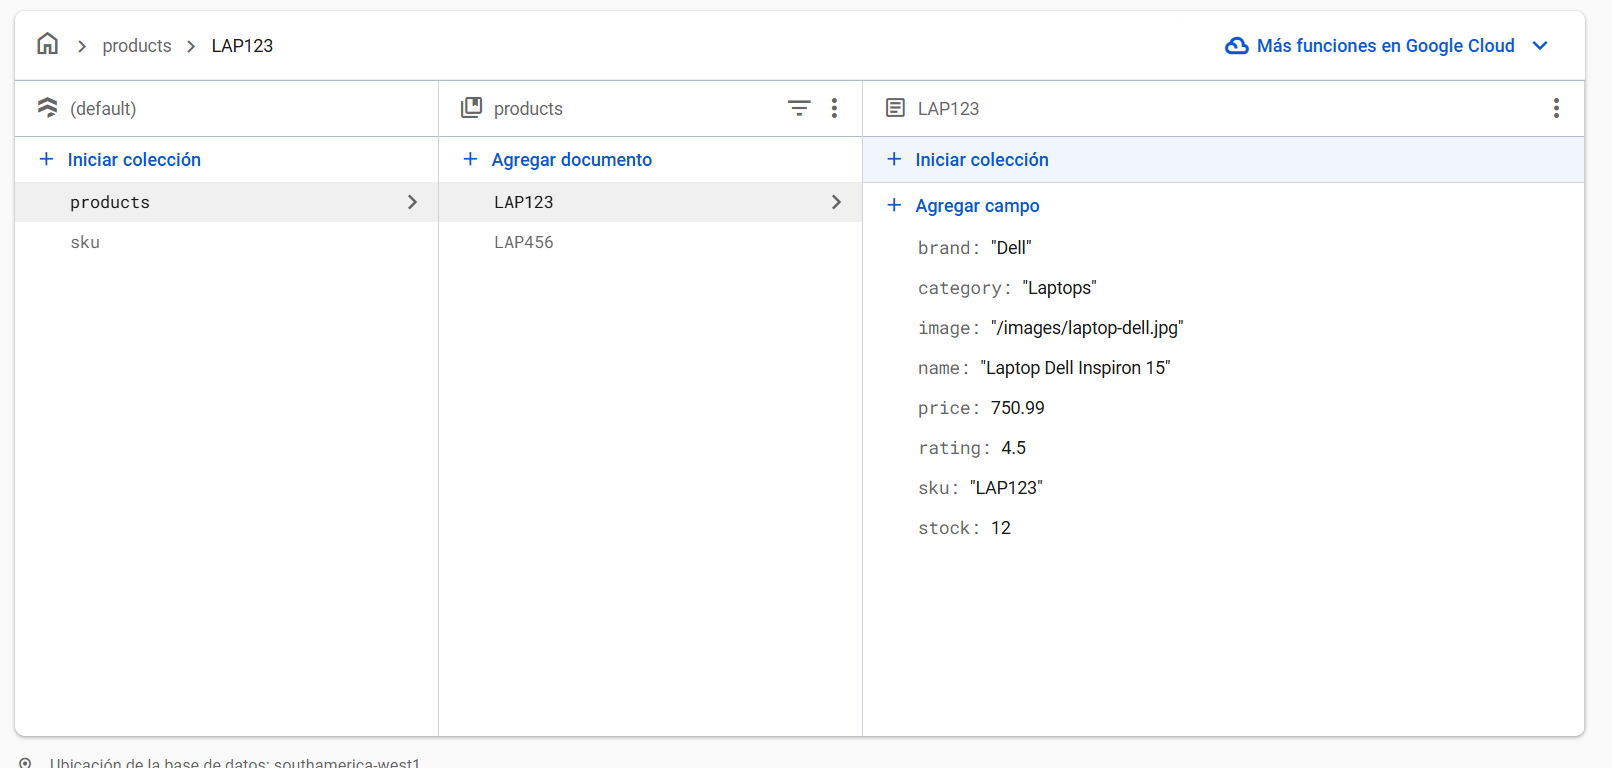 products LAP123 Más funciones en Google Cloud
(default) products LAP123
Iniciar colección Agregar documento Iniciar colección
products LAP123 Agregar campo
sku LAP456
brand: "Dell"
category: "Laptops"
image: "/images/laptop-dell.jpg"
name: "Laptop Dell Inspiron 15"
price: 750.99
rating: 4.5
sku: "LAP123"
stock: 12
Ubicación de la base de datos: southamerica-west1